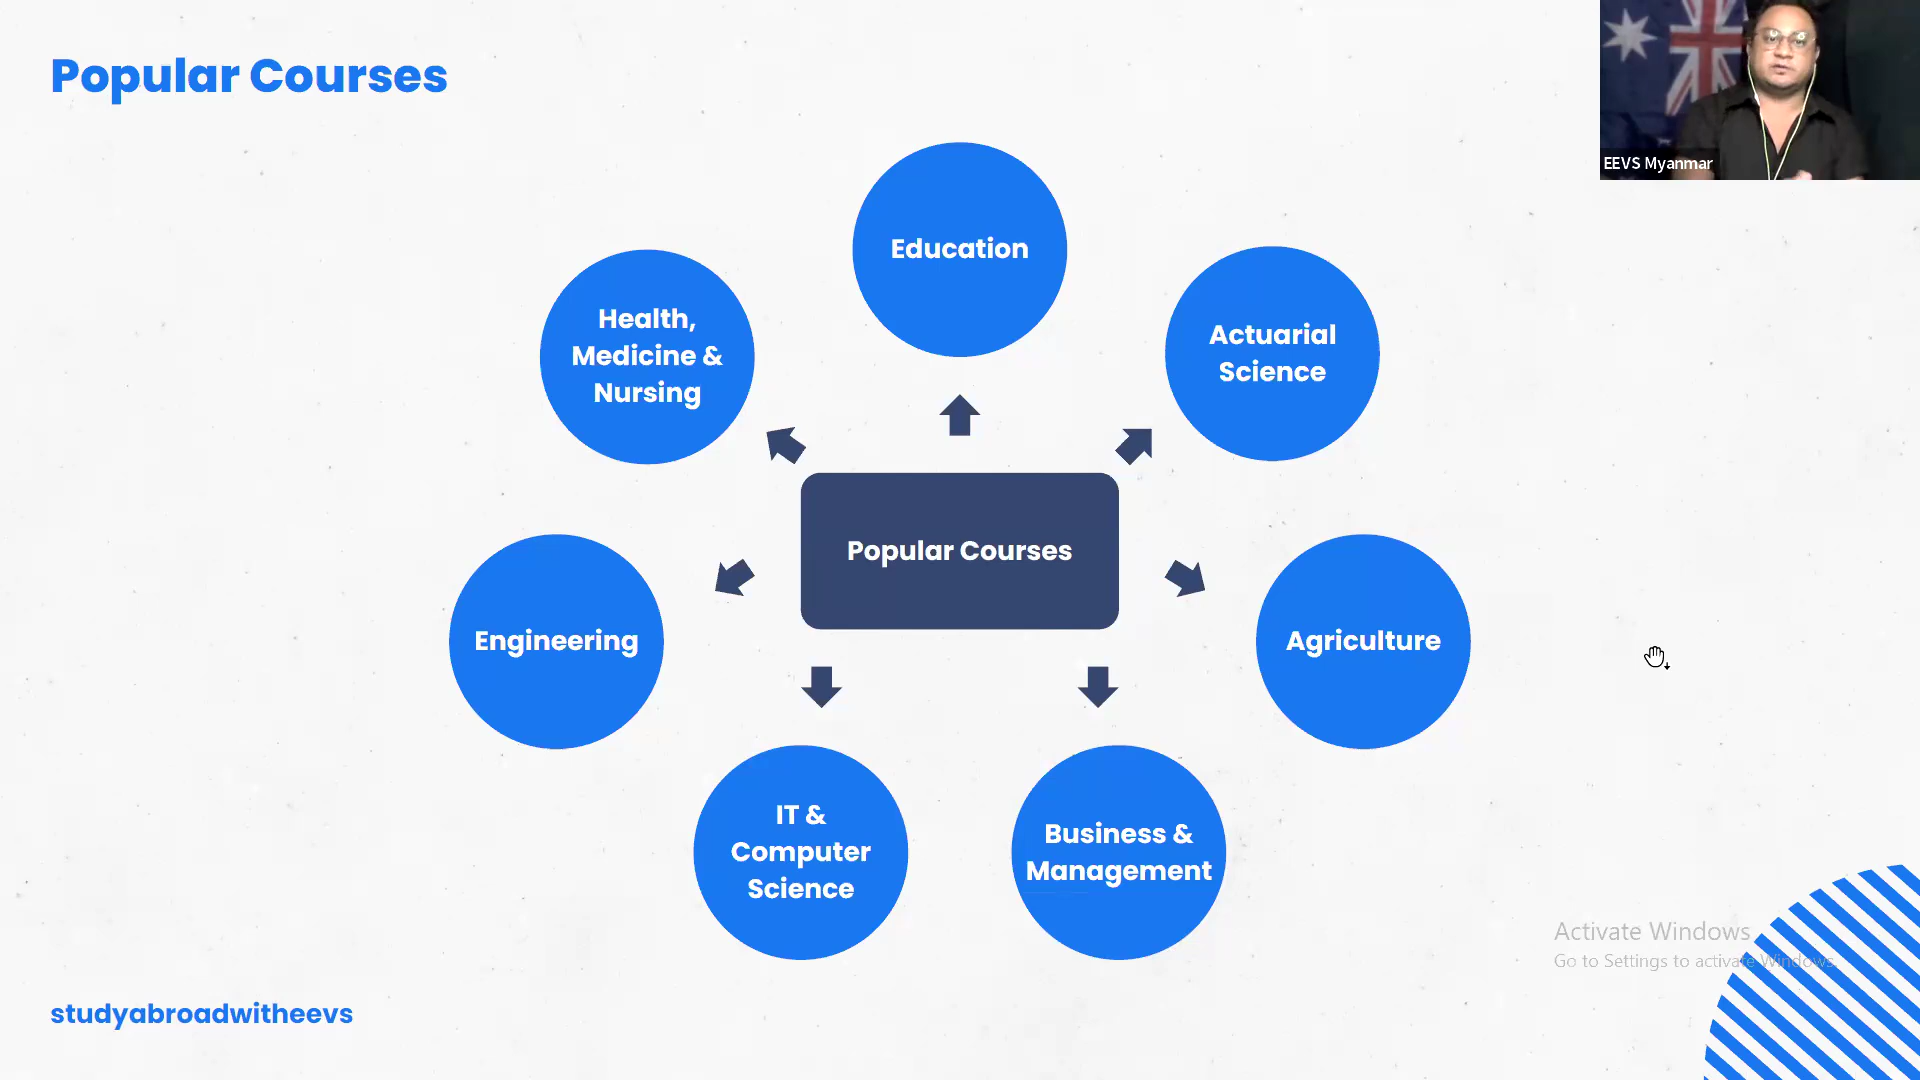 Popular Courses
EEVS Myanmar
Education
Health,
Medicine &
Nursing
Actuarial
Science
Popular Courses
Engineering
Agriculture
IT &
Computer
Science
Business &
Management
Activate Windows
Go to Settings to activate Windows.
studyabroadwitheevs